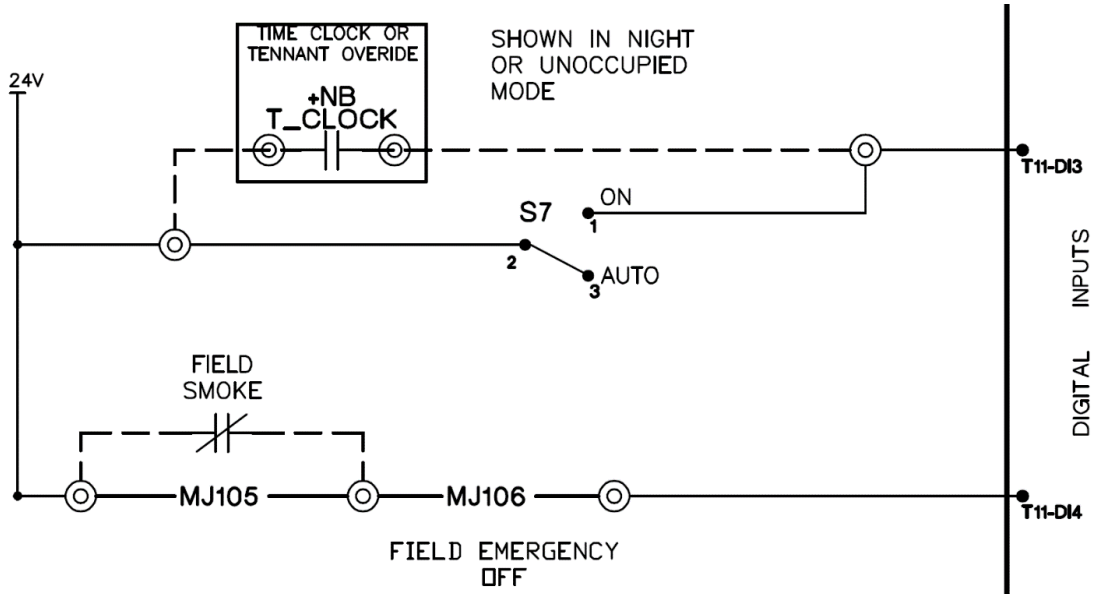 TIME CLOCK OR
TENNANT OVERIDE
+NB
T_CLOCK
SHOWN IN NIGHT
OR UNOCCUPIED
MODE
24V
T11-DI3
S7
ON
1
2
3
AUTO
DIGITAL INPUTS
FIELD
SMOKE
MJ105
MJ106
T11-DI4
FIELD EMERGENCY
OFF